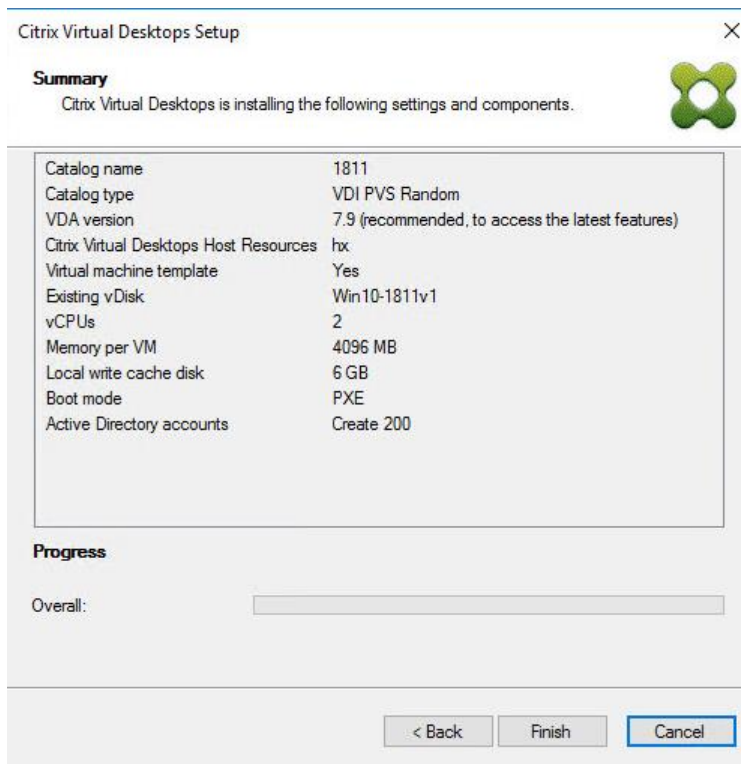 Citrix Virtual Desktops Setup
Summary
Citrix Virtual Desktops is installing the following settings and components.
Catalog name 1811
Catalog type VDI PVS Random
VDA version 7.9 (recommended, to access the latest features)
Citrix Virtual Desktops Host Resources hx
Virtual machine template Yes
Existing vDisk Win10-1811v1
vCPUs 2
Memory per VM 4096 MB
Local write cache disk 6 GB
Boot mode PXE
Active Directory accounts Create 200
Progress
Overall:
< Back Finish Cancel